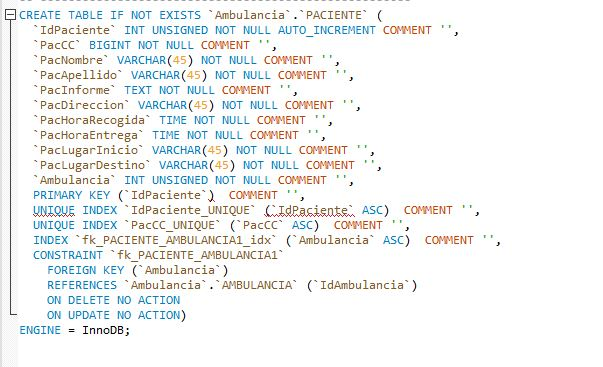 CREATE TABLE IF NOT EXISTS `Ambulancia`.`PACIENTE` (
`IdPaciente` INT UNSIGNED NOT NULL AUTO_INCREMENT COMMENT '',
`PacCC` BIGINT NOT NULL COMMENT '',
`PacNombre` VARCHAR(45) NOT NULL COMMENT '',
`PacApellido` VARCHAR(45) NOT NULL COMMENT '',
`PacInforme` TEXT NOT NULL COMMENT '',
`PacDireccion` VARCHAR(45) NOT NULL COMMENT '',
`PacHoraRecogida` TIME NOT NULL COMMENT '',
`PacHoraEntrega` TIME NOT NULL COMMENT '',
`PacLugarInicio` VARCHAR(45) NOT NULL COMMENT '',
`PacLugarDestino` VARCHAR(45) NOT NULL COMMENT '',
`Ambulancia` INT UNSIGNED NOT NULL COMMENT '',
PRIMARY KEY (`IdPaciente`)  COMMENT '',
UNIQUE INDEX `IdPaciente_UNIQUE` (`IdPaciente` ASC)  COMMENT '',
UNIQUE INDEX `PacCC_UNIQUE` (`PacCC` ASC)  COMMENT '',
INDEX `fk_PACIENTE_AMBULANCIA1_idx` (`Ambulancia` ASC)  COMMENT '',
CONSTRAINT `fk_PACIENTE_AMBULANCIA1`
FOREIGN KEY (`Ambulancia`)
REFERENCES `Ambulancia`.`AMBULANCIA` (`IdAmbulancia`)
ON DELETE NO ACTION
ON UPDATE NO ACTION)
ENGINE = InnoDB;